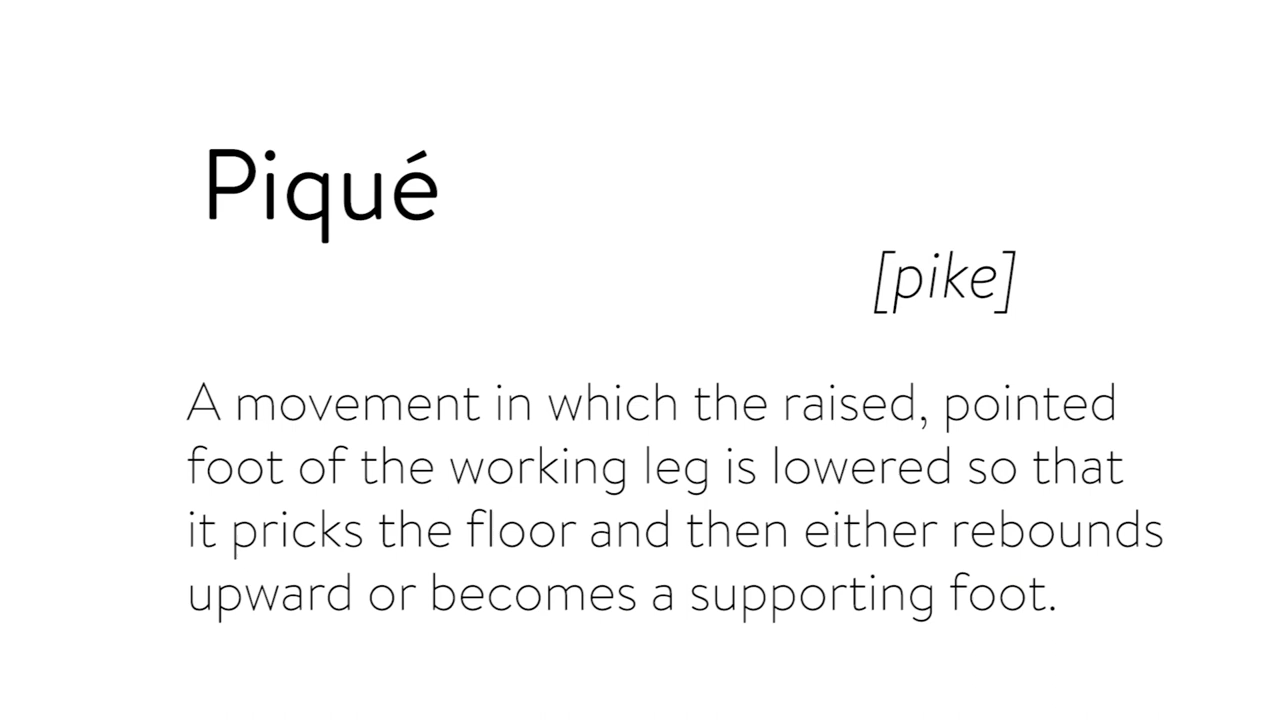 Piqué
[pike]
A movement in which the raised, pointed
foot of the working leg is lowered so that
it pricks the floor and then either rebounds
upward or becomes a supporting foot.